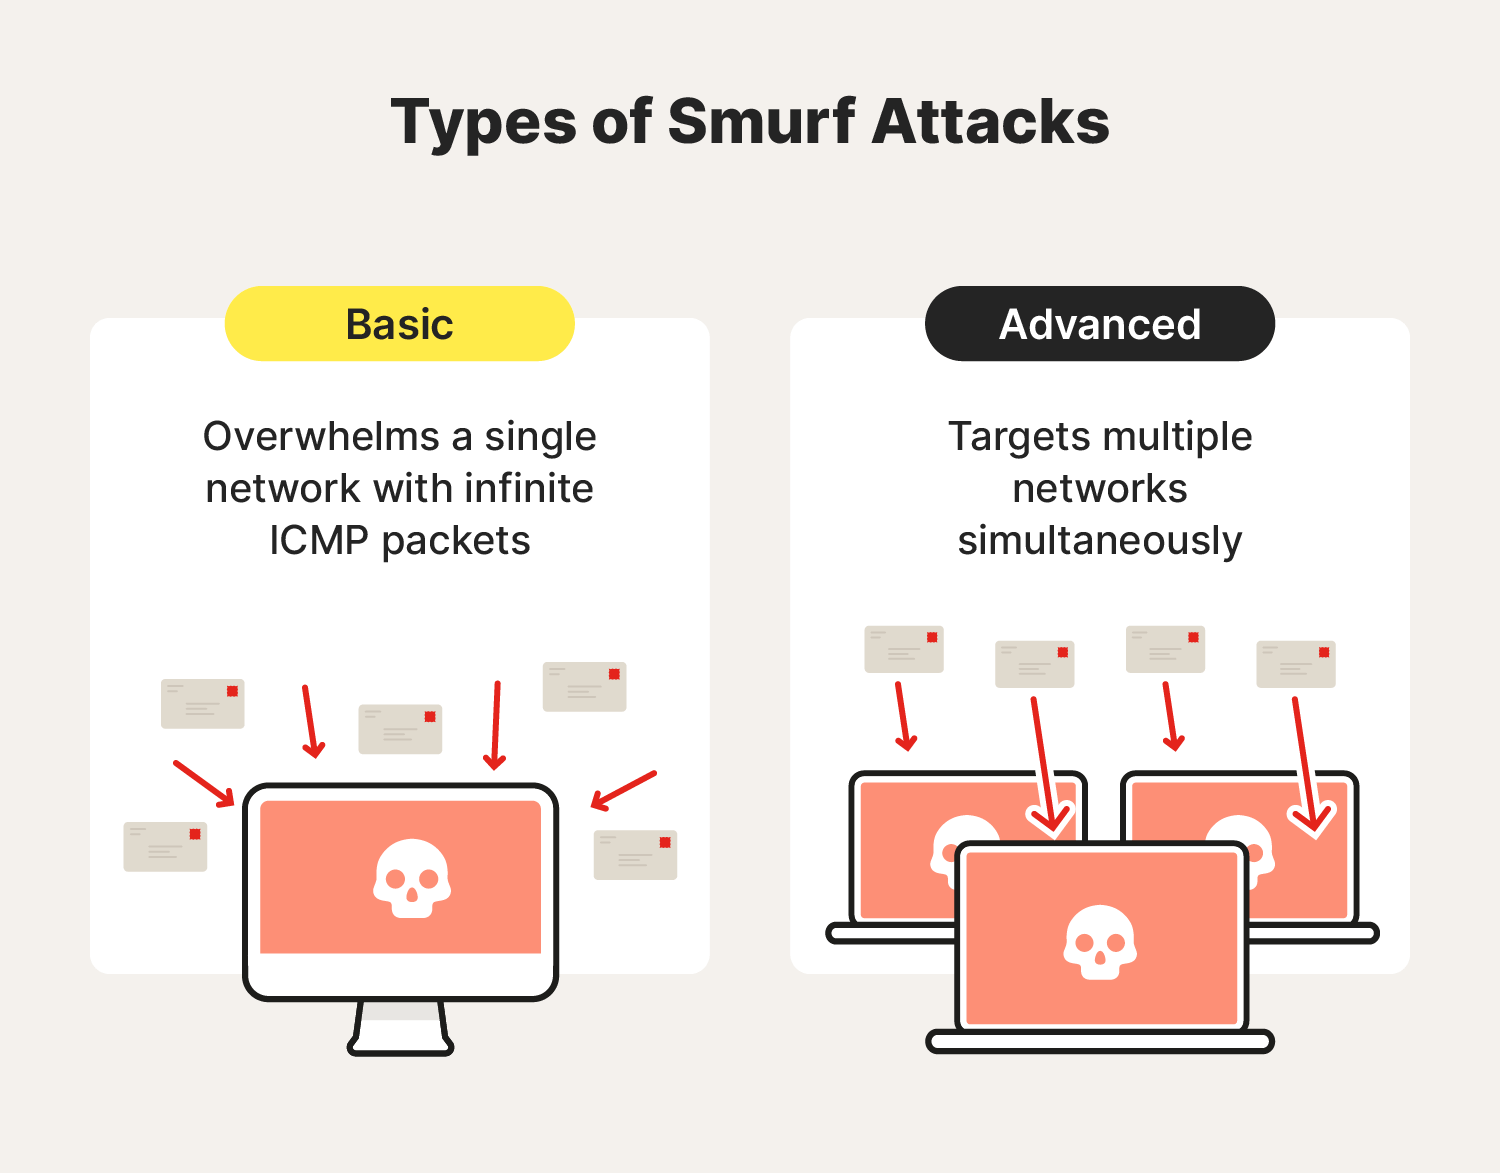 Types of Smurf Attacks
Basic
Overwhelms a single
network with infinite
ICMP packets
Advanced
Targets multiple
networks
simultaneously